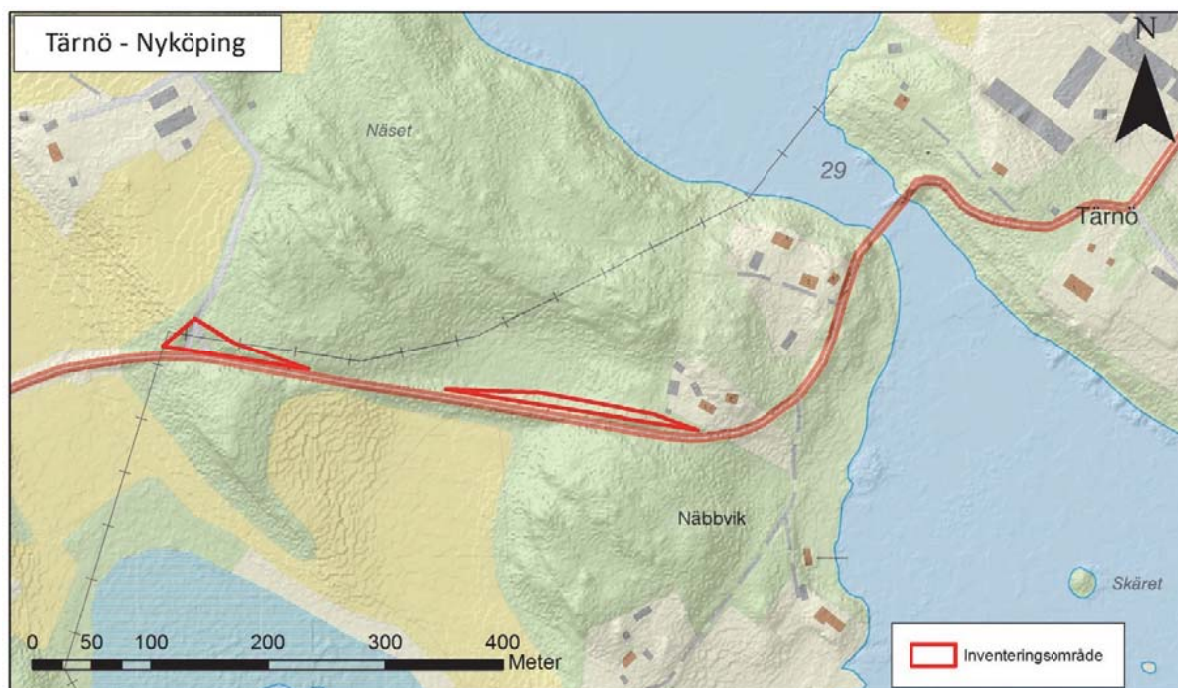 Tärnö - Nyköping
N
Näset
29
Tärnö
Näbbvik
Skäret
0 50 100 200 300 400
Meter
Inventeringsområde